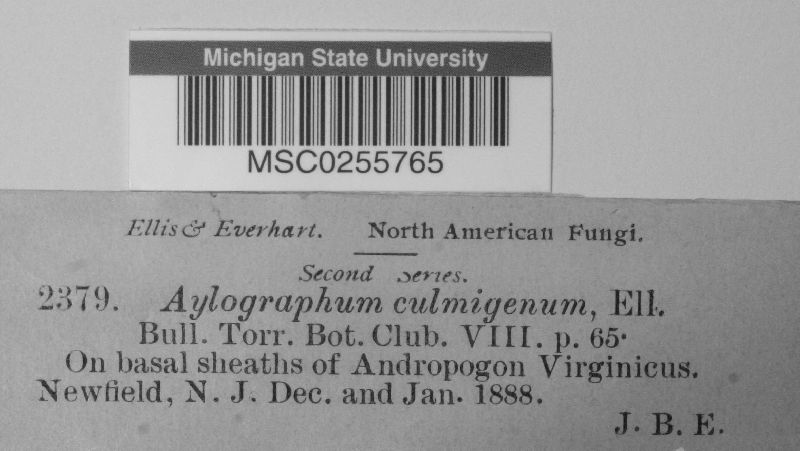 Michigan State University
MSC0255765
Ellis & Everhart. North American Fungi.
Second Series.
2379. Aylographum culmigenum, Ell.
Bull. Torr. Bot. Club. VIII. p. 65.
On basal sheaths of Andropogon Virginicus.
Newfield, N. J. Dec. and Jan. 1888.
J. B. E.